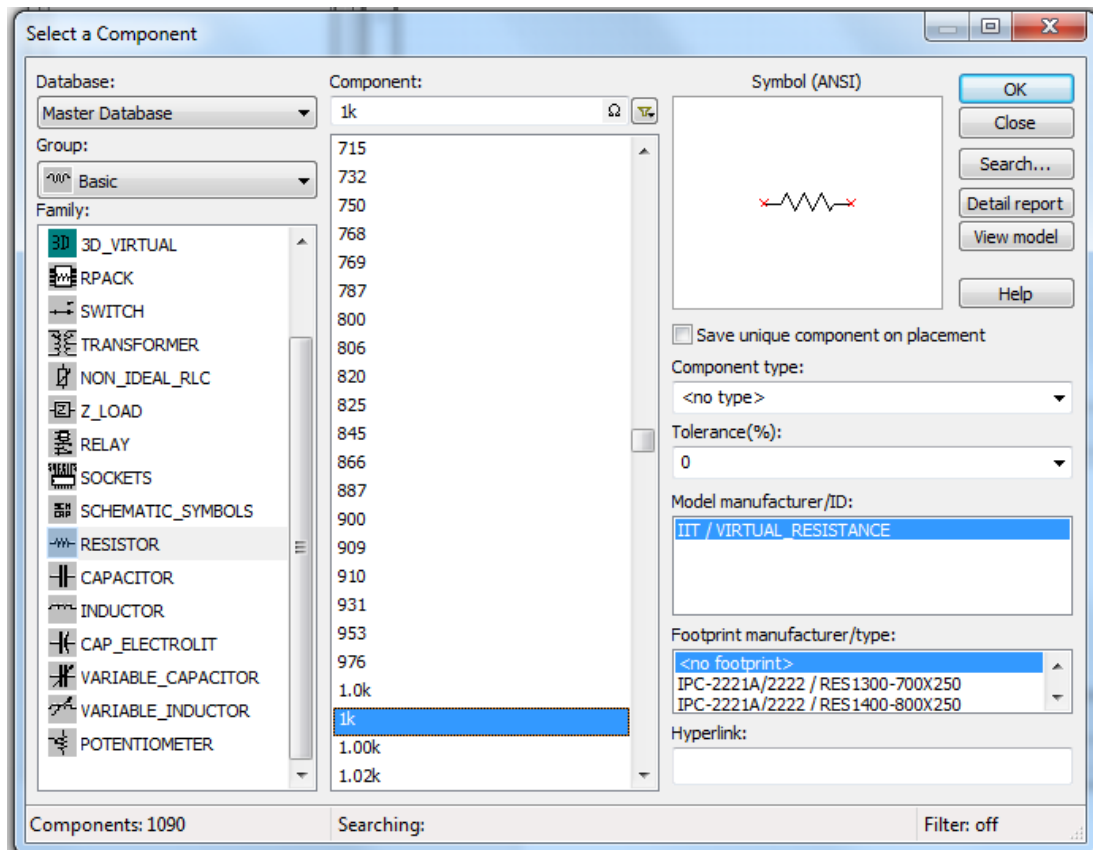 Select a Component
Database:
Master Database
Group:
Basic
Family:
3D 3D_VIRTUAL
RPACK
SWITCH
TRANSFORMER
NON_IDEAL_RLC
Z_LOAD
RELAY
SOCKETS
SCHEMATIC_SYMBOLS
RESISTOR
CAPACITOR
INDUCTOR
CAP_ELECTROLIT
VARIABLE_CAPACITOR
VARIABLE_INDUCTOR
POTENTIOMETER
Component:
1k Ω
715
732
750
768
769
787
800
806
820
825
845
866
887
900
909
910
931
953
976
1.0k
1k
1.00k
1.02k
Symbol (ANSI)
Save unique component on placement
Component type:
<no type>
Tolerance(%):
0
Model manufacturer/ID:
IIT / VIRTUAL_RESISTANCE
Footprint manufacturer/type:
<no footprint>
IPC-2221A/2222 / RES1300-700X250
IPC-2221A/2222 / RES1400-800X250
Hyperlink:
OK
Close
Search...
Detail report
View model
Help
Components: 1090
Searching:
Filter: off